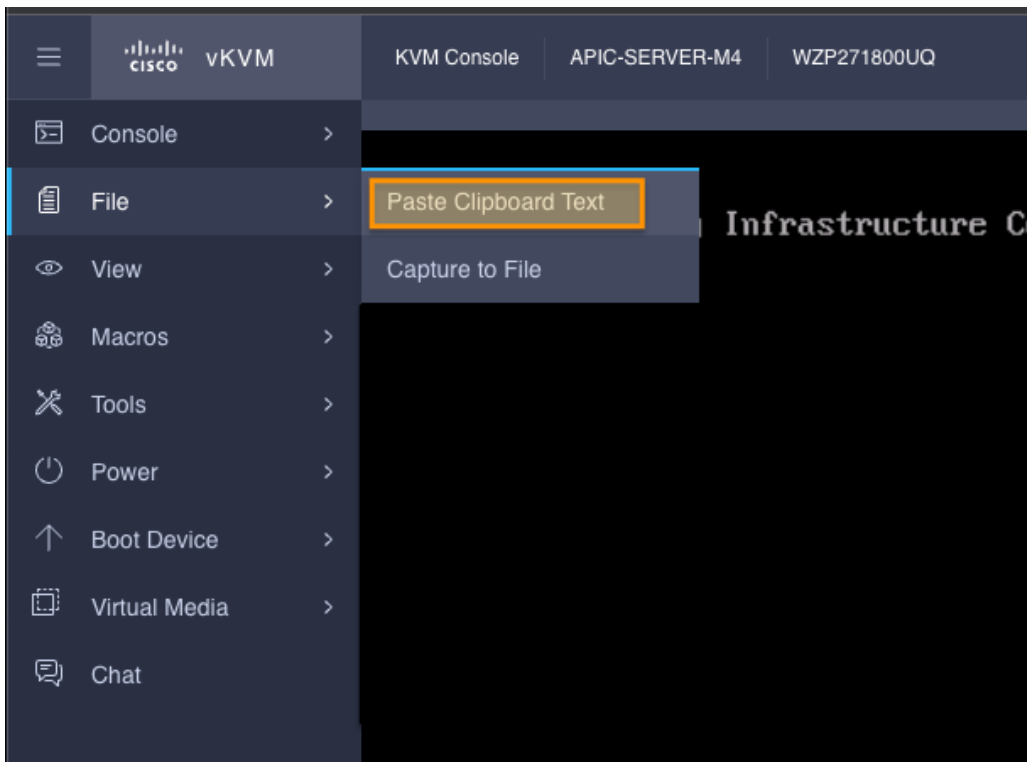 CISCO vKVM KVM Console APIC-SERVER-M4 WZP271800UQ
Console
File
Paste Clipboard Text
Infrastructure
View
Capture to File
Macros
Tools
Power
Boot Device
Virtual Media
Chat